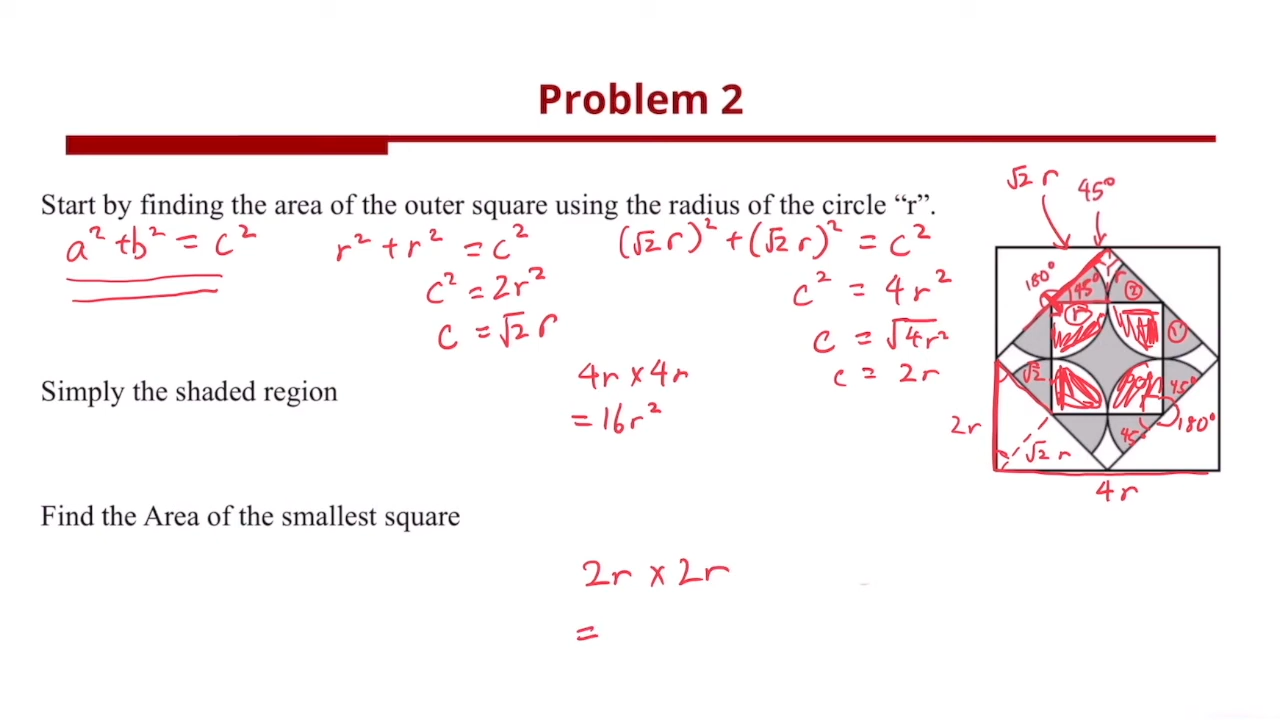 Problem 2
Start by finding the area of the outer square using the radius of the circle “r”.
a² + b² = c²
r² + r² = c²
c² = 2r²
c = √2 r
(√2 r)² + (√2 r)² = c²
c² = 4r²
c = √4r²
c = 2r
Simply the shaded region
4r × 4r
= 16r²
Find the Area of the smallest square
2r × 2r
=
√2 r
45°
180°
45°
r
②
r
①
√2
45°
2r
45°
180°
√2 r
4r